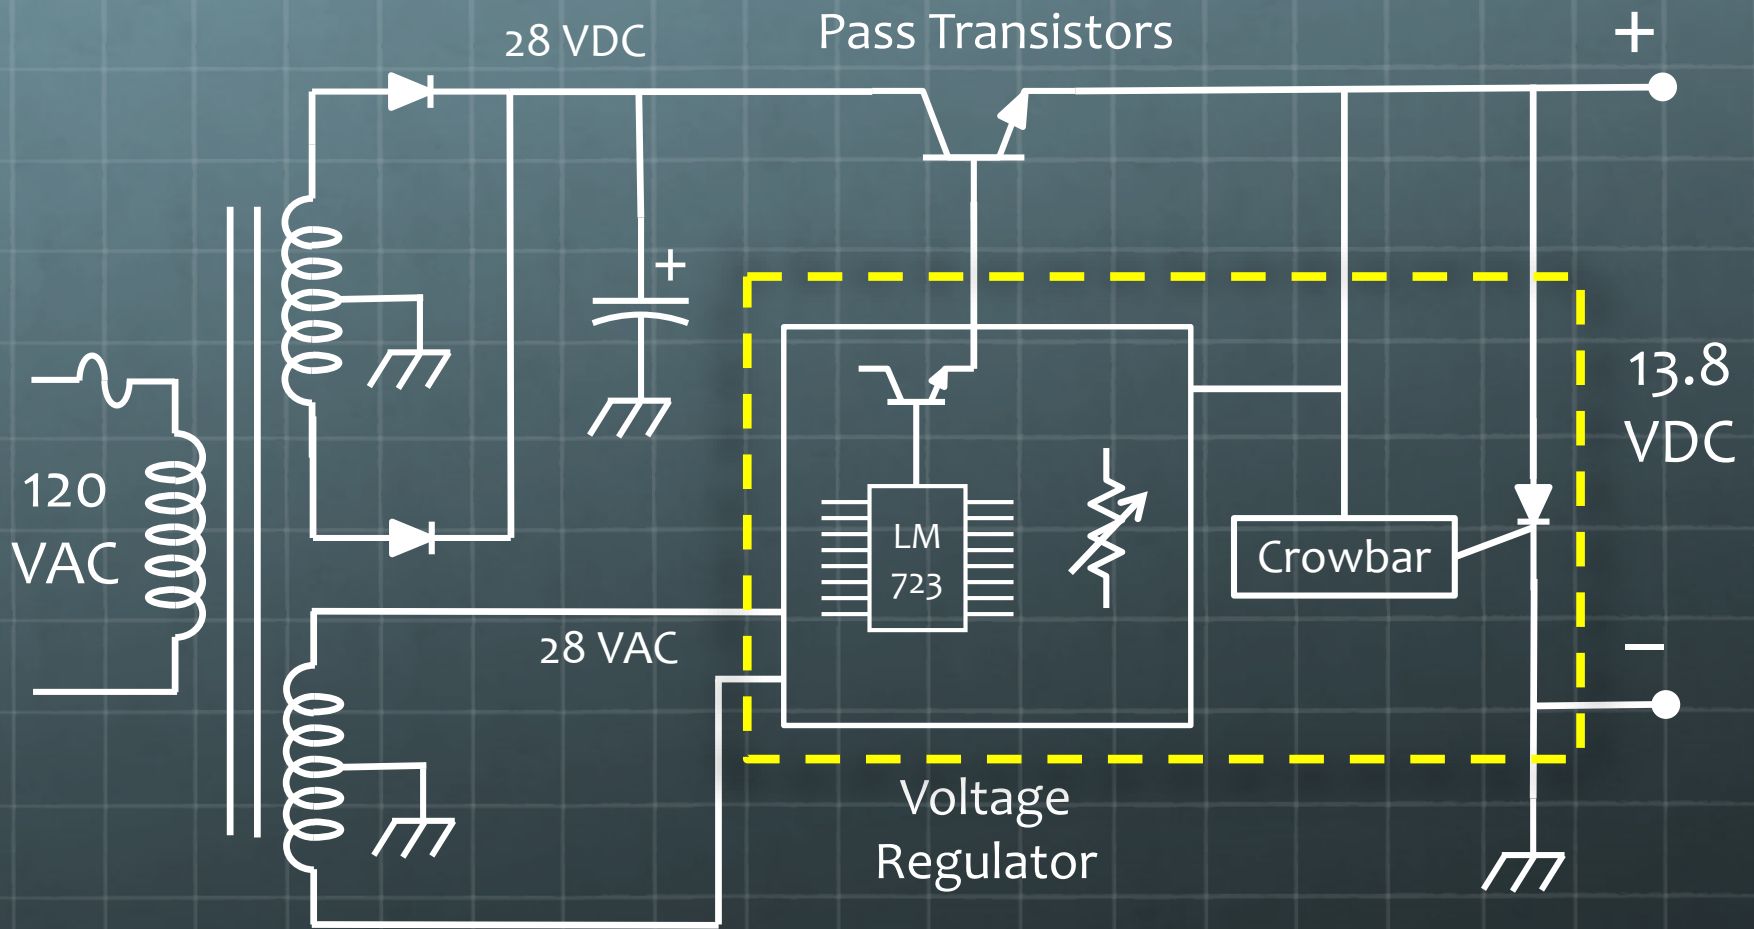 28 VDC
Pass Transistors
+
+
120
VAC
LM
723
Crowbar
13.8
VDC
28 VAC
–
Voltage
Regulator